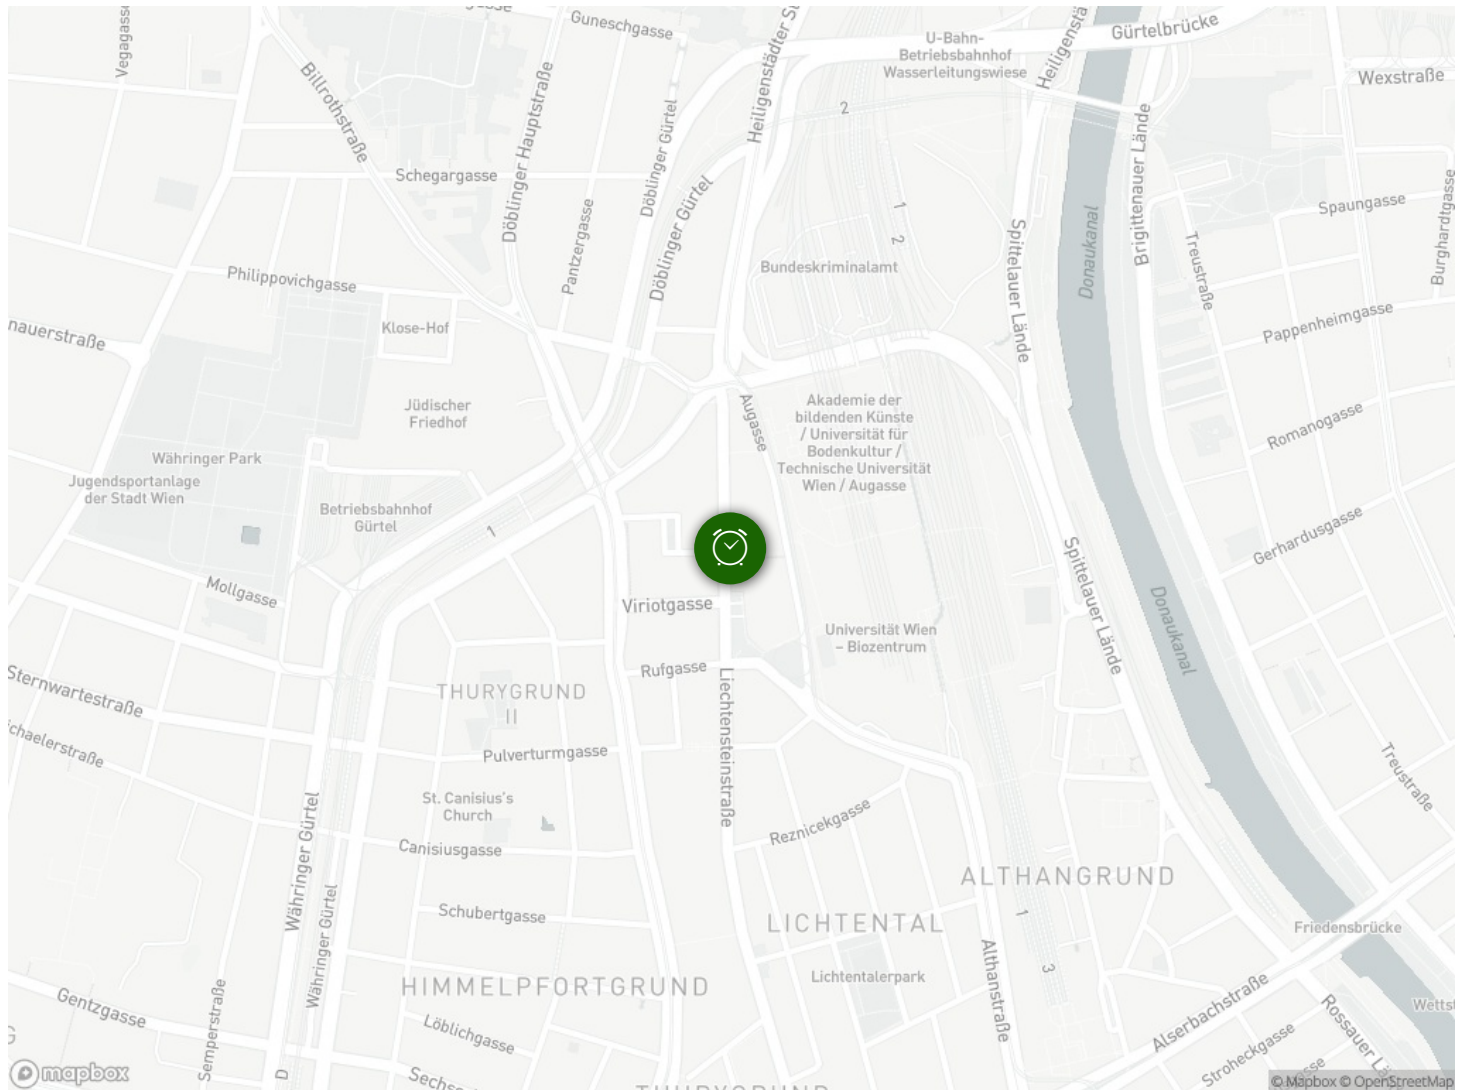 Guneschgasse
Vegagasse
Billrothstraße
Döblinger Hauptstraße
Döblinger Gürtel
Heiligenstädter
U-Bahn-
Betriebsbahnhof
Wasserleitungswiese
Gürtelbrücke
Wexstraße
2
Schegargasse
Pantzergasse
Döblinger Gürtel
1
2
Spittelauer Lände
Donaukanal
Brigittenauer Lände
Treustraße
Spaungasse
Burghardtgasse
Philippovichgasse
Bundeskriminalamt
Klose-Hof
nauerstraße
Pappenheimgasse
Jüdischer
Friedhof
Augasse
Akademie der
bildenden Künste
/ Universität für
Bodenkultur /
Technische Universität
Wien / Augasse
Romanogasse
Währinger Park
Jugendsportanlage
der Stadt Wien
Betriebsbahnhof
Gürtel
1
Gerhardusgasse
Mollgasse
Viriotgasse
Spittelauer Lände
Donaukanal
Universität Wien
– Biozentrum
Rufgasse
Sternwartestraße
THURYGRUND
II
Liechtensteinstraße
ichaelerstraße
Pulverturmgasse
Treustraße
St. Canisius's
Church
Reznicekgasse
Canisiusgasse
Währinger Gürtel
Währinger Gürtel
ALTHANGRUND
Schubertgasse
LICHTENTAL
1
3
Friedensbrücke
Lichtentalerpark
HIMMELPFORTGRUND
Althanstraße
Alserbachstraße
Gentzgasse
Semperstraße
Löblichgasse
Rossauer
Wettst
Stroheckgasse
D
Sechs
THURYGRUND
mapbox
© Mapbox © OpenStreetMap